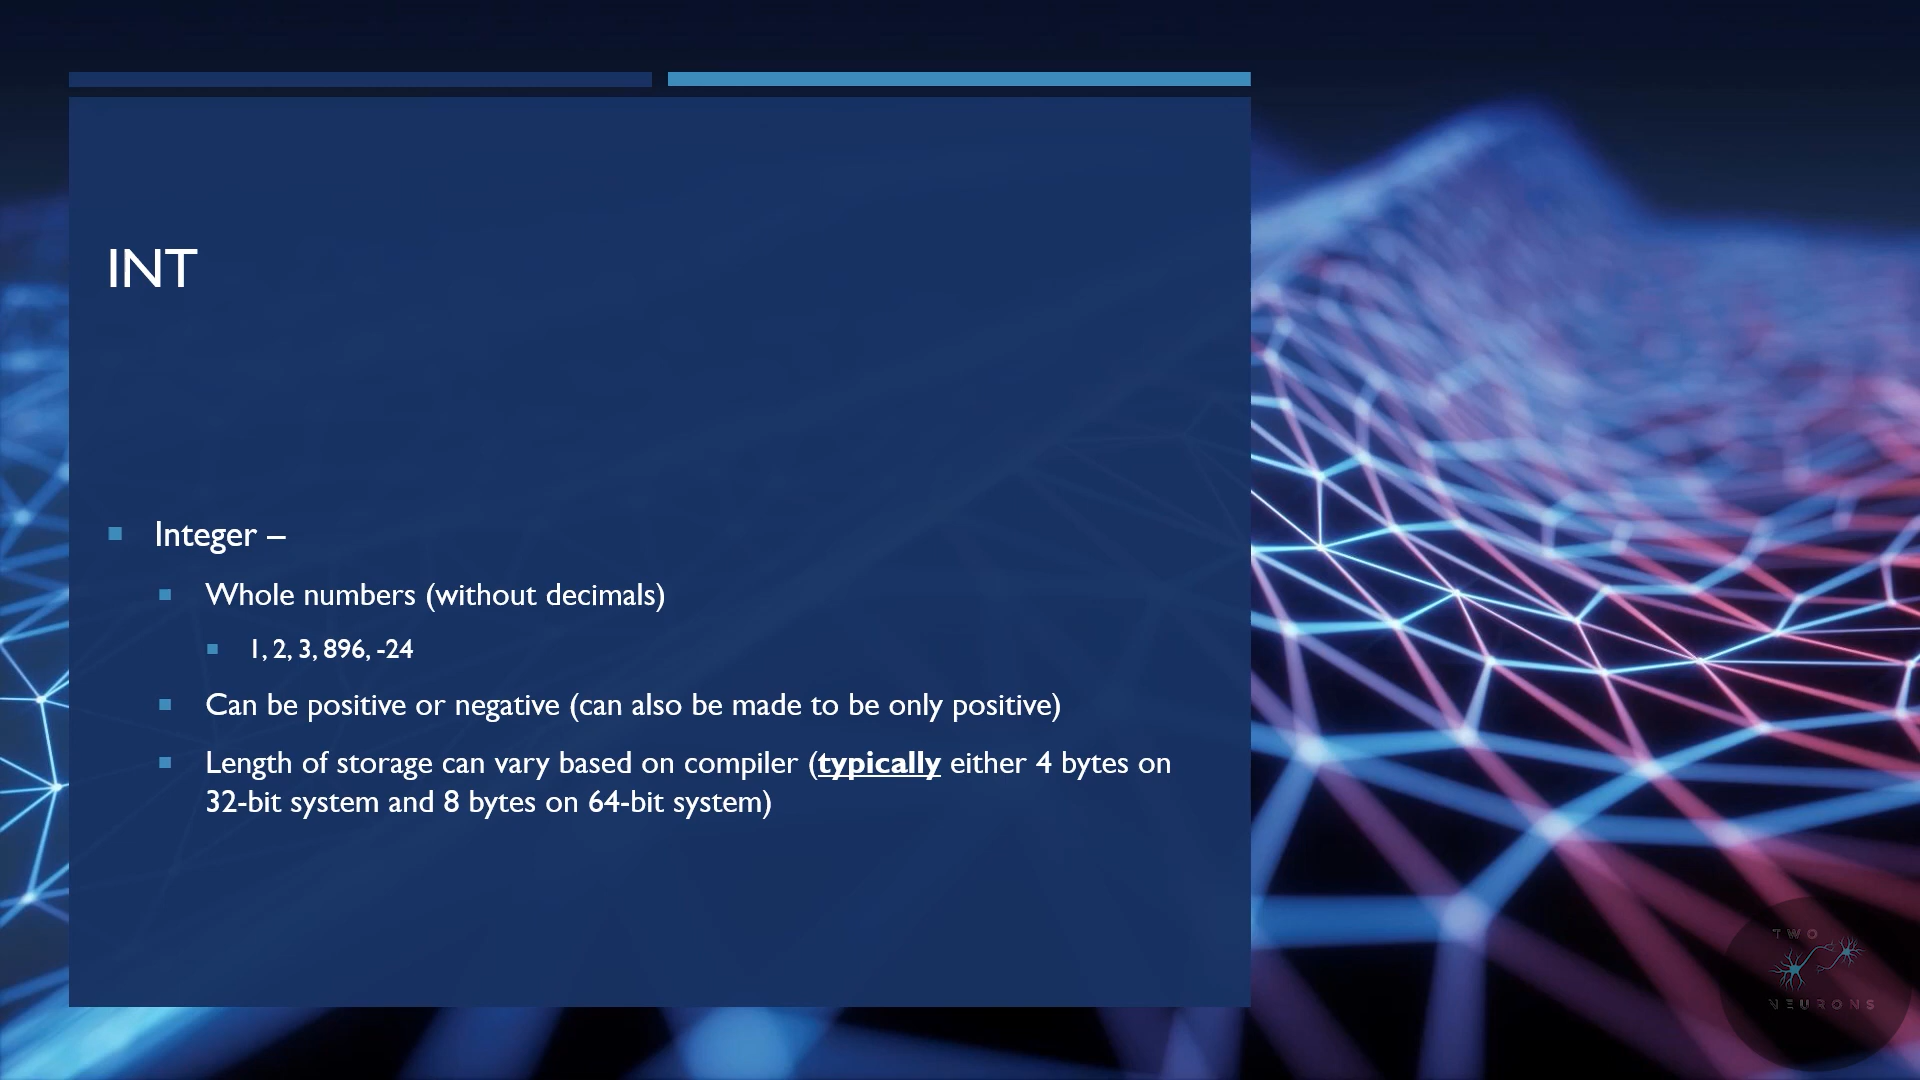 INT
Integer –
Whole numbers (without decimals)
1, 2, 3, 896, -24
Can be positive or negative (can also be made to be only positive)
Length of storage can vary based on compiler (typically either 4 bytes on
32-bit system and 8 bytes on 64-bit system)
TWO
NEURONS